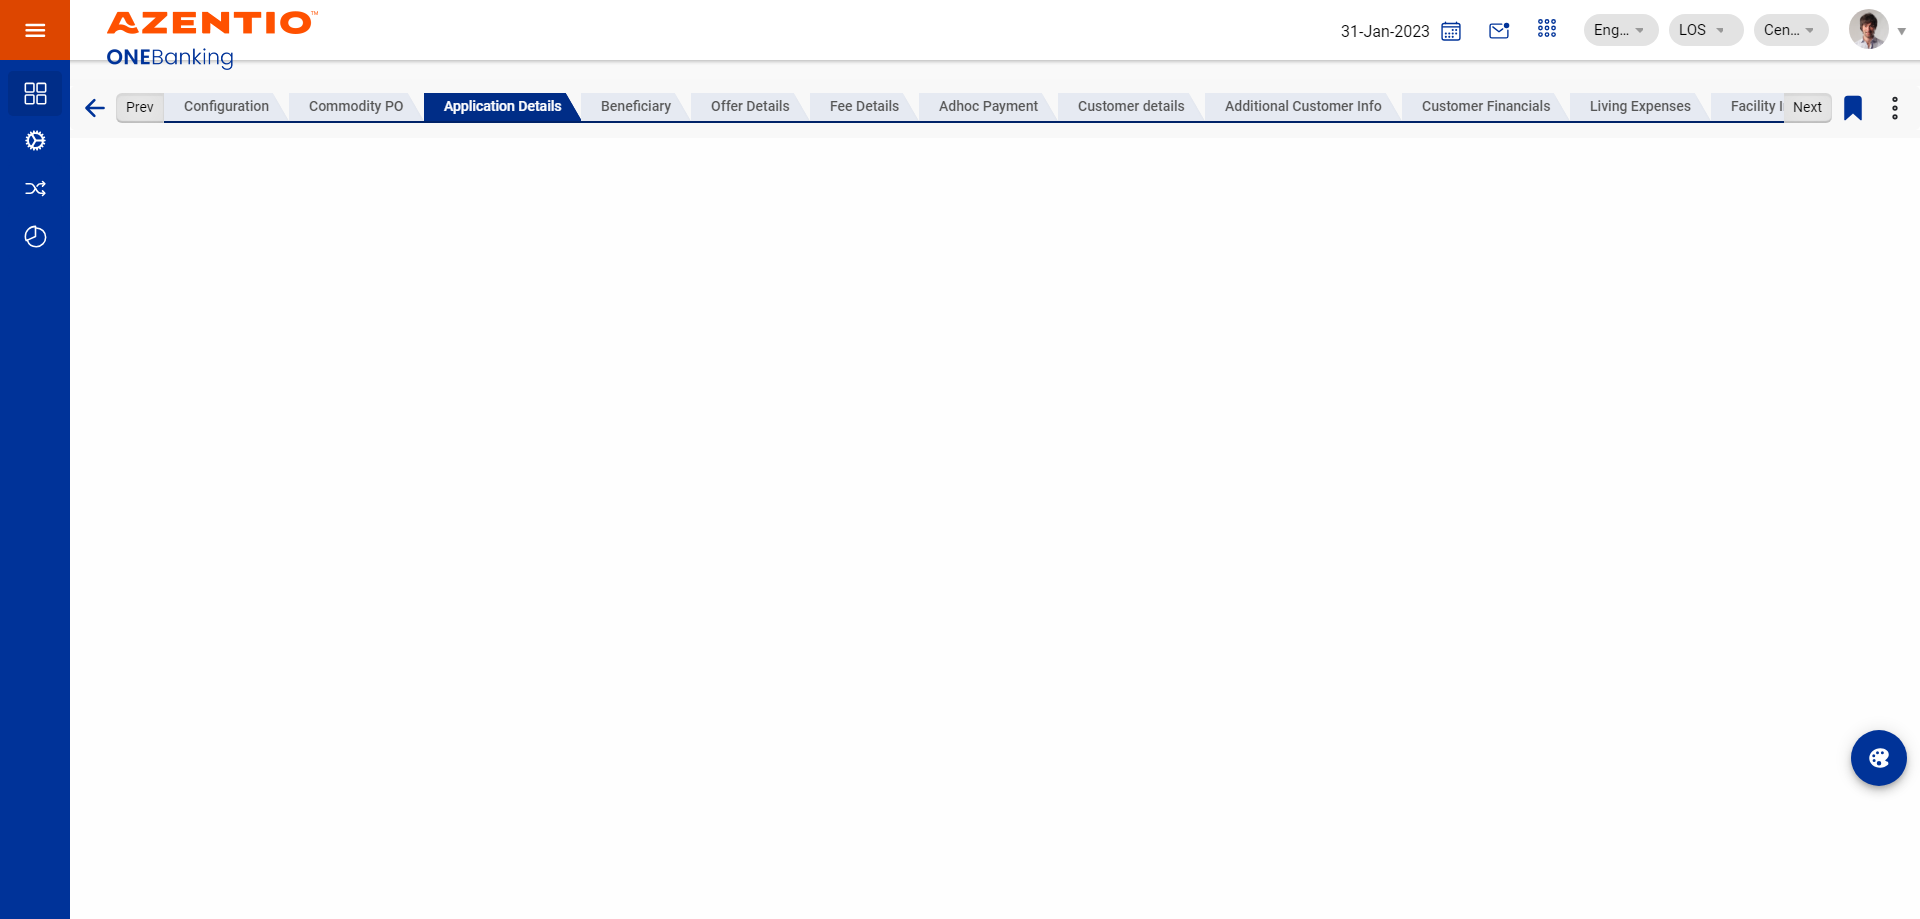 AZENTIO™
ONEBanking
31-Jan-2023
Eng...
LOS
Cen...
Prev
Configuration
Commodity PO
Application Details
Beneficiary
Offer Details
Fee Details
Adhoc Payment
Customer details
Additional Customer Info
Customer Financials
Living Expenses
Facility I
Next